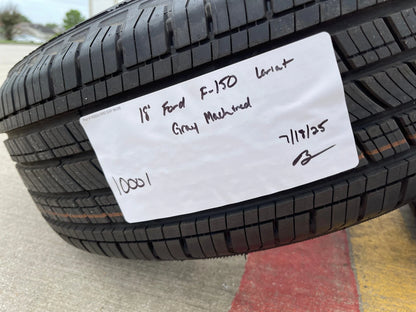 18" Ford F-150 Lariat
Gray Machined
7/18/25
10001